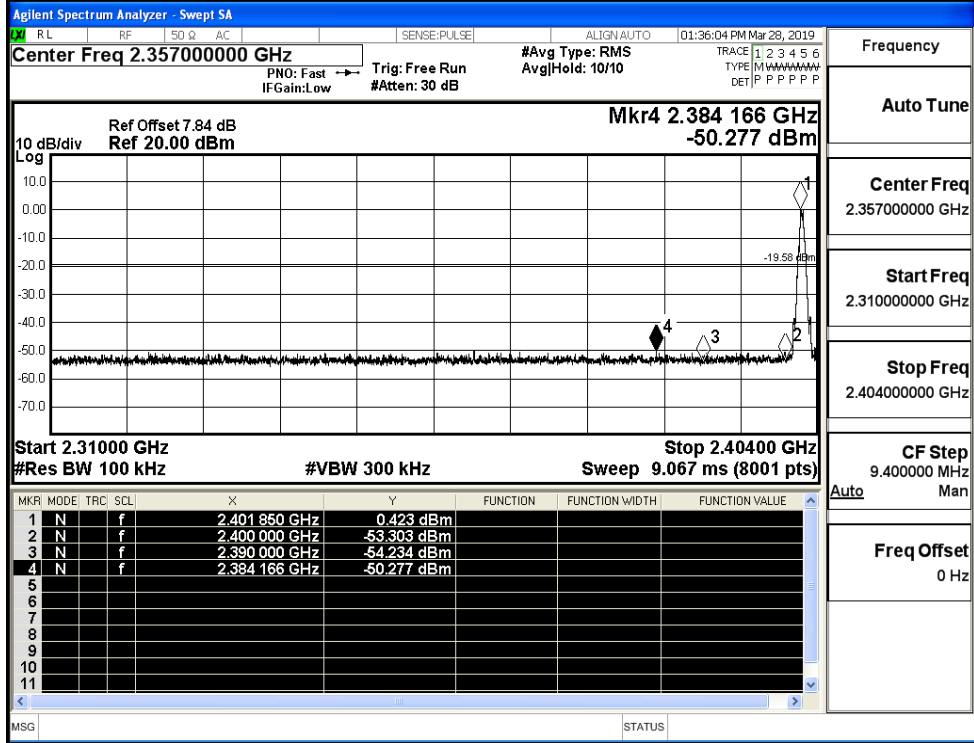 Agilent Spectrum Analyzer - Swept SA
LXI RL RF 50 Ω AC SENSE:PULSE ALIGN AUTO 01:36:04 PM Mar 28, 2019
Center Freq 2.357000000 GHz
PNO: Fast
IFGain:Low
Trig: Free Run
#Atten: 30 dB
#Avg Type: RMS
Avg|Hold: 10/10
TRACE 1 2 3 4 5 6
TYPE M
DET P P P P P P
Mkr4 2.384 166 GHz
-50.277 dBm
Ref Offset 7.84 dB
10 dB/div Ref 20.00 dBm
Log
10.0
0.00
-10.0
-20.0
-30.0
-40.0
-50.0
-60.0
-70.0
1
-19.58 dBm
4
3
2
Start 2.31000 GHz Stop 2.40400 GHz
#Res BW 100 kHz #VBW 300 kHz Sweep 9.067 ms (8001 pts)
MKR MODE TRC SCL X Y FUNCTION FUNCTION WIDTH FUNCTION VALUE
1 N f 2.401 850 GHz 0.423 dBm
2 N f 2.400 000 GHz -53.303 dBm
3 N f 2.390 000 GHz -54.234 dBm
4 N f 2.384 166 GHz -50.277 dBm
5
6
7
8
9
10
11
MSG STATUS
Frequency
Auto Tune
Center Freq
2.357000000 GHz
Start Freq
2.310000000 GHz
Stop Freq
2.404000000 GHz
CF Step
9.400000 MHz
Auto Man
Freq Offset
0 Hz